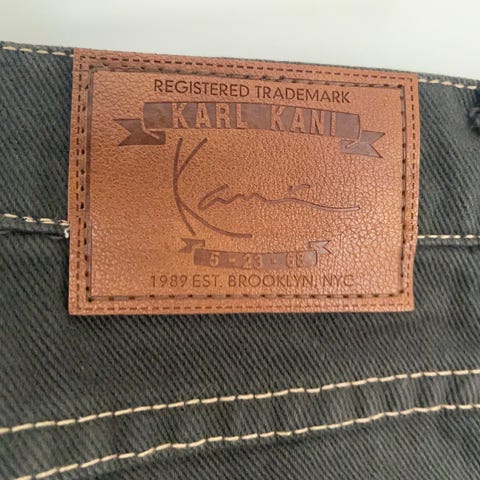 REGISTERED TRADEMARK
KARL KANI
Kani
5 - 23 - 68
1989 EST. BROOKLYN, NYC